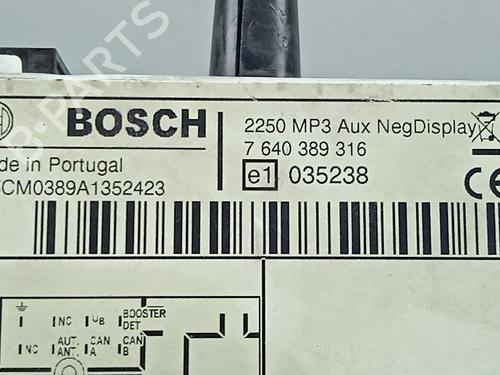 BOSCH
2250 MP3 Aux NegDisplay
7 640 389 316
in Portugal
CM0389A1352423
e1 035238
CE
BOOSTER
NC UB DET
AUT. CAN CAN
NC ANT. A B
B-PARTS